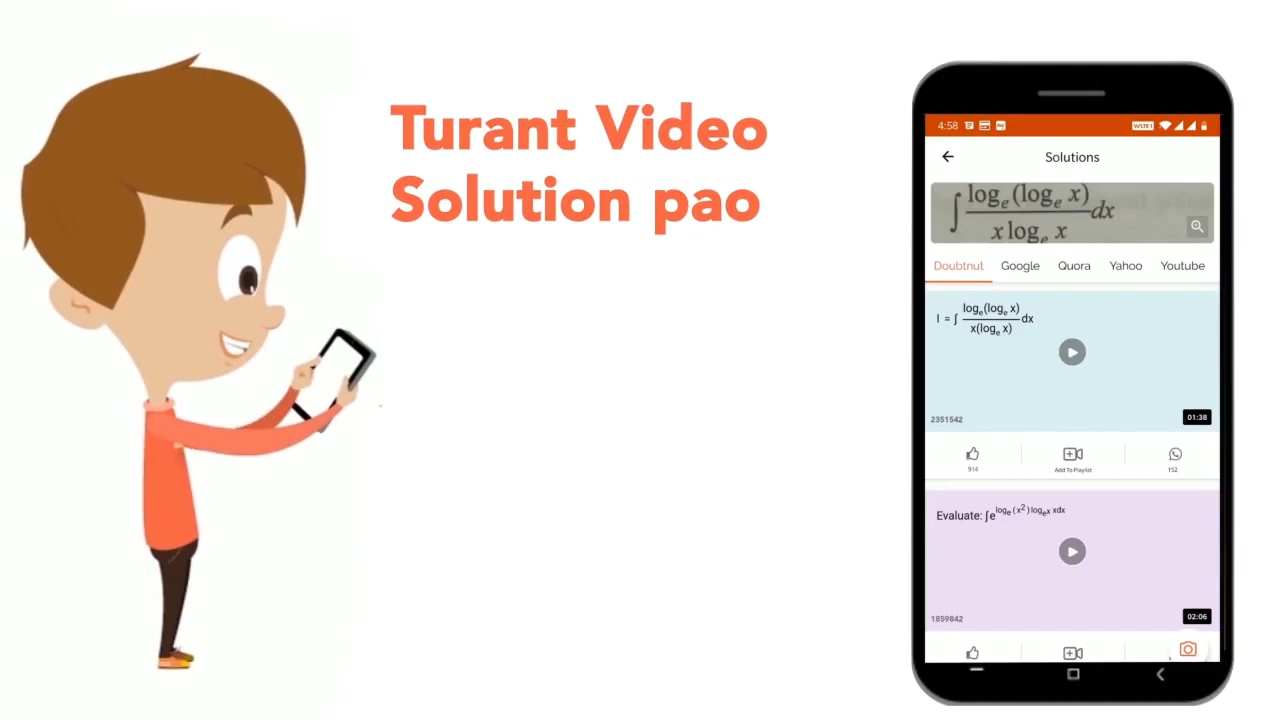 Turant Video
Solution pao
4:58
VoLTE1
Solutions
∫ logₑ(logₑ x) / x logₑ x dx
Doubtnut Google Quora Yahoo Youtube
I = ∫ logₑ(logₑ x) / x(logₑ x) dx
2351542 01:38
914 Add To Playlist 152
Evaluate: ∫e^logₑ(x²)logₑx xdx
1859842 02:06